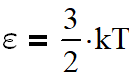 ε = 3/2 · kT